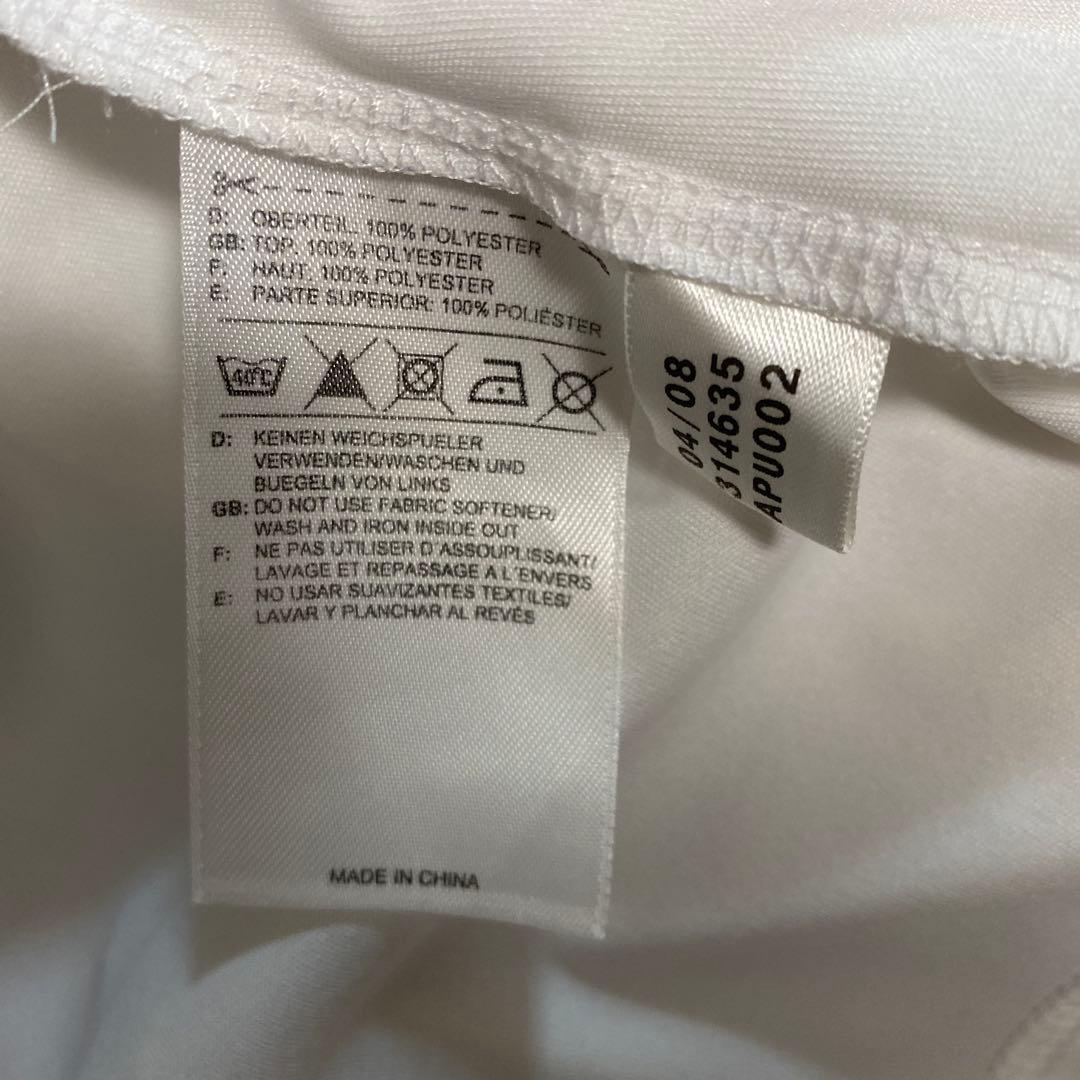 D: OBERTEIL: 100% POLYESTER
GB: TOP: 100% POLYESTER
F: HAUT: 100% POLYESTER
E: PARTE SUPERIOR: 100% POLIÉSTER
40°C
D: KEINEN WEICHSPUELER
VERWENDEN/WASCHEN UND
BUEGELN VON LINKS
GB: DO NOT USE FABRIC SOFTENER/
WASH AND IRON INSIDE OUT
F: NE PAS UTILISER D'ASSOUPLISSANT/
LAVAGE ET REPASSAGE A L'ENVERS
E: NO USAR SUAVIZANTES TEXTILES/
LAVAR Y PLANCHAR AL REVÉS
MADE IN CHINA
04/08
314635
APU002